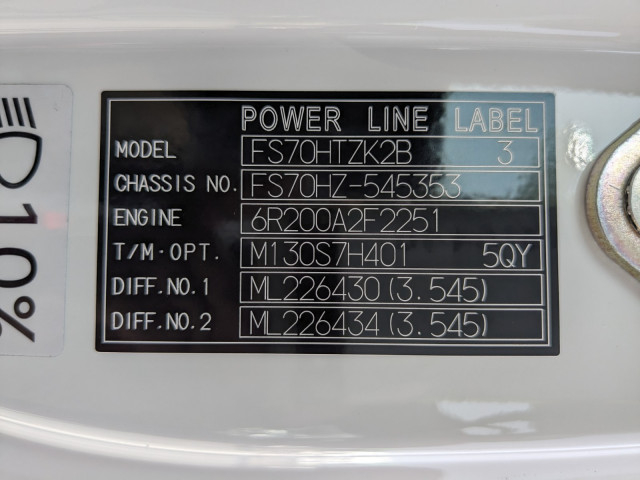 POWER LINE LABEL
MODEL FS70HTZK2B 3
CHASSIS NO. FS70HZ-545353
ENGINE 6R200A2F2251
T/M·OPT. M130S7H401 5QY
DIFF.NO.1 ML226430(3.545)
DIFF.NO.2 ML226434(3.545)
10%